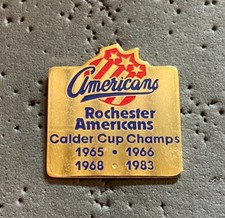 Americans
Rochester
Americans
Calder Cup Champs
1965 • 1966
1968 • 1983